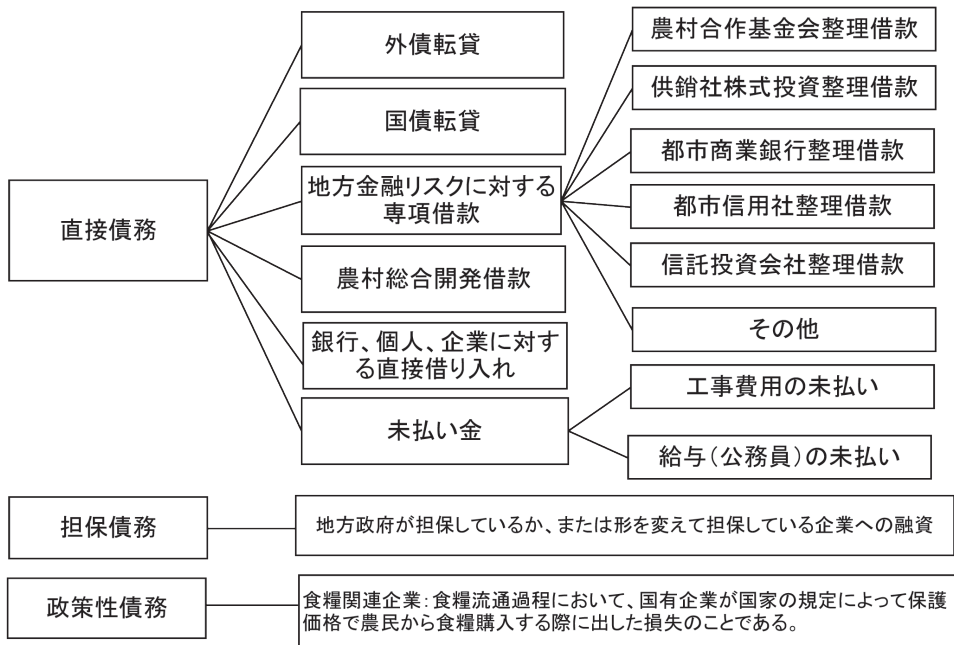 直接債務
外債転貸
国債転貸
地方金融リスクに対する
専項借款
農村総合開発借款
銀行、個人、企業に対す
る直接借り入れ
未払い金
農村合作基金会整理借款
供銷社株式投資整理借款
都市商業銀行整理借款
都市信用社整理借款
信託投資会社整理借款
その他
工事費用の未払い
給与(公務員)の未払い
担保債務
地方政府が担保しているか、または形を変えて担保している企業への融資
政策性債務
食糧関連企業:食糧流通過程において、国有企業が国家の規定によって保護
価格で農民から食糧購入する際に出した損失のことである。